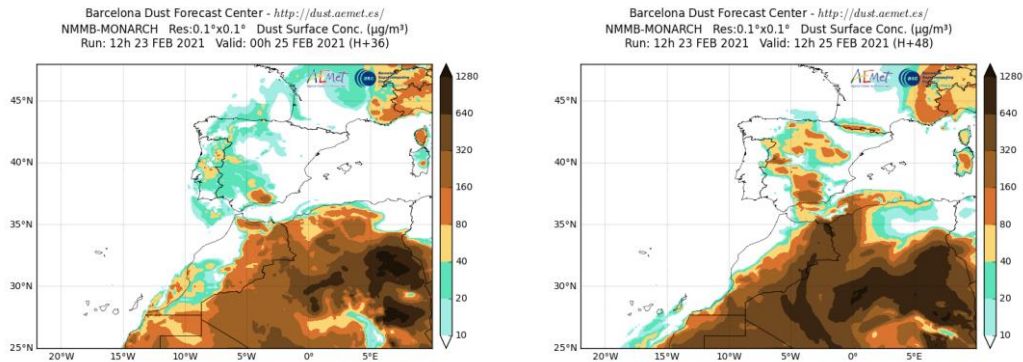 Barcelona Dust Forecast Center - http://dust.aemet.es/
NMMB-MONARCH Res:0.1°x0.1° Dust Surface Conc. (µg/m³)
Run: 12h 23 FEB 2021 Valid: 00h 25 FEB 2021 (H+36)
AEMet
BSC
45°N
40°N
35°N
30°N
25°N
20°W
15°W
10°W
5°W
0°
5°E
1280
640
320
160
80
40
20
10
Barcelona Dust Forecast Center - http://dust.aemet.es/
NMMB-MONARCH Res:0.1°x0.1° Dust Surface Conc. (µg/m³)
Run: 12h 23 FEB 2021 Valid: 12h 25 FEB 2021 (H+48)
AEMet
BSC
45°N
40°N
35°N
30°N
25°N
20°W
15°W
10°W
5°W
0°
5°E
1280
640
320
160
80
40
20
10